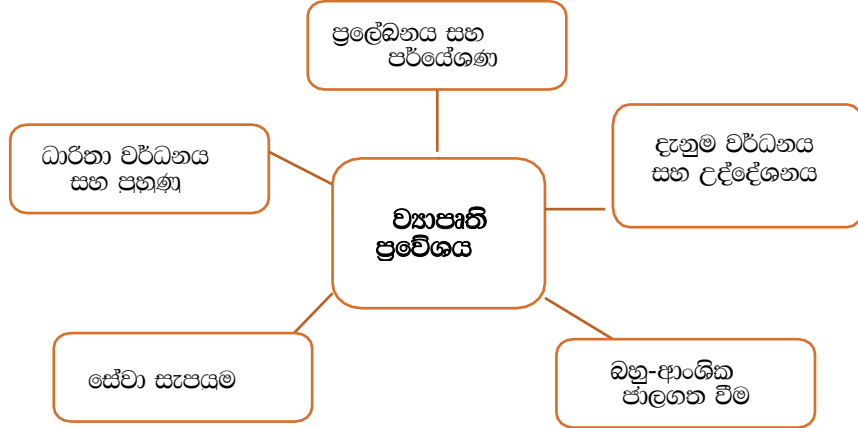 ප්‍රලේඛනය සහ
පර්යේශණ
ධාරිතා වර්ධනය
සහ පුහුණු
දැනුම වර්ධනය
සහ උද්දේශනය
ව්‍යාපෘති
ප්‍රවේශය
සේවා සැපයුම
බහු-ආංශික
ජාලගත වීම